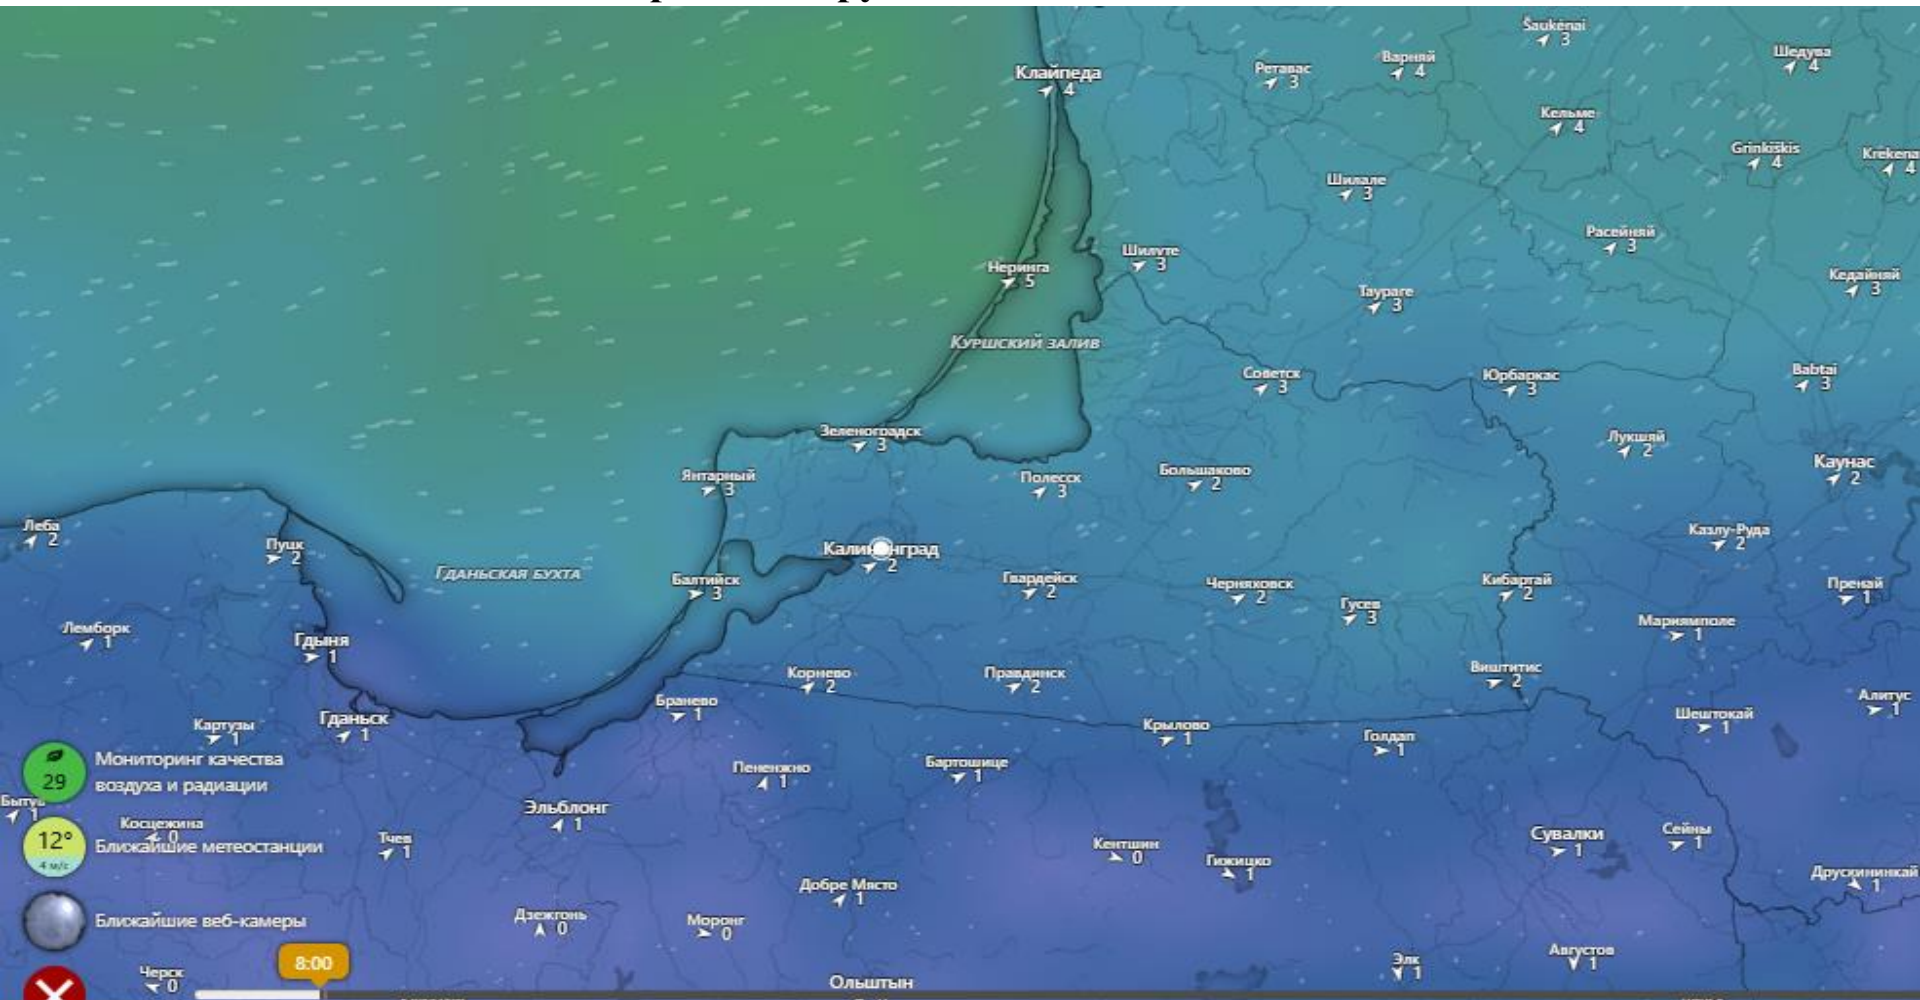 Šaukėnai
3
Шедува
4
Варняй
4
Ретавас
3
Клайпеда
4
Кельме
4
Grinkiškis
4
Krekena
4
Шилале
3
Расейняй
3
Шилуте
3
Неринга
5
Кедайняй
3
Таураге
3
Куршский залив
Советск
3
Юрбаркас
3
Babtai
3
Зеленоградск
3
Лукшяй
2
Каунас
2
Янтарный
3
Полесск
3
Большаково
2
Леба
2
Пуцк
2
Казлу-Руда
2
Калининград
2
Гданьская бухта
Балтийск
3
Гвардейск
2
Черняховск
2
Гусев
3
Кибартай
2
Пренай
1
Лемборк
1
Гдыня
1
Мариямполе
1
Корнево
2
Правдинск
2
Виштитис
2
Алитус
1
Бранево
1
Картузы
1
Гданьск
1
Шештокай
1
Крылово
1
Голдап
1
29
Мониторинг качества
воздуха и радиации
Пененжно
1
Бартошице
1
Эльблонг
1
1
Косцежина
0
12°
4 м/с
Ближайшие метеостанции
Тчев
1
Кентшин
0
Гижицко
1
Сувалки
1
Сейны
1
Друскининкай
1
Добре Място
1
Ближайшие веб-камеры
Дзежгонь
0
Моронг
0
8:00
Черск
0
Ольштын
Элк
1
Августов
1